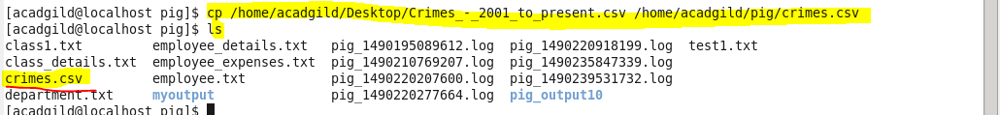 [acadgild@localhost pig]$ cp /home/acadgild/Desktop/Crimes_-_2001_to_present.csv /home/acadgild/pig/crimes.csv
[acadgild@localhost pig]$ ls
class1.txt employee_details.txt pig_1490195089612.log pig_1490220918199.log test1.txt
class_details.txt employee_expenses.txt pig_1490210769207.log pig_1490235847339.log
crimes.csv employee.txt pig_1490220207600.log pig_1490239531732.log
department.txt myoutput pig_1490220277664.log pig_output10
[acadgild@localhost pig]$